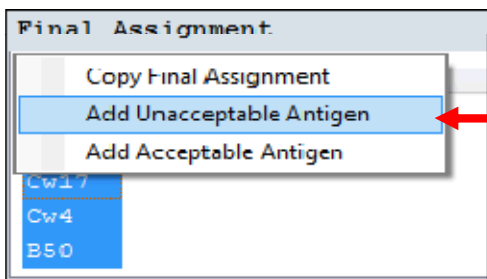 Final Assignment
Copy Final Assignment
Add Unacceptable Antigen
Add Acceptable Antigen
Cw17
Cw4
B50